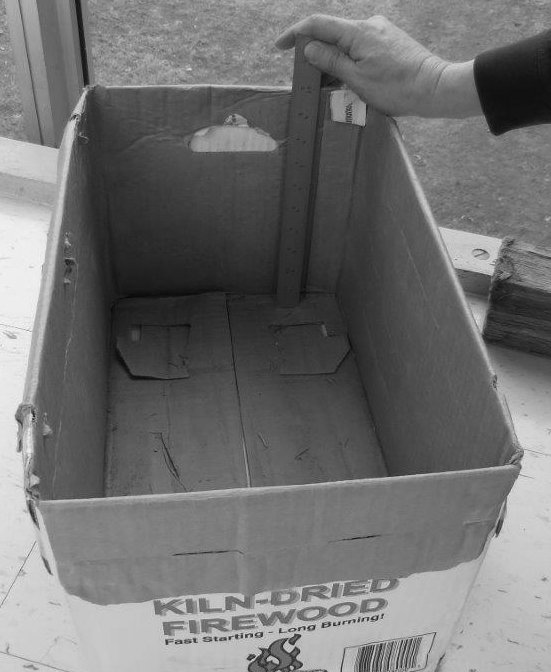 KILN-DRIED
FIREWOOD
Fast Starting - Long Burning!